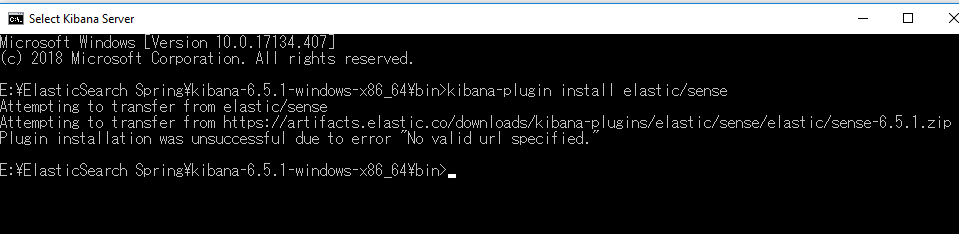 Select Kibana Server
Microsoft Windows [Version 10.0.17134.407]
(c) 2018 Microsoft Corporation. All rights reserved.
E:¥ElasticSearch Spring¥kibana-6.5.1-windows-x86_64¥bin>kibana-plugin install elastic/sense
Attempting to transfer from elastic/sense
Attempting to transfer from https://artifacts.elastic.co/downloads/kibana-plugins/elastic/sense/elastic/sense-6.5.1.zip
Plugin installation was unsuccessful due to error "No valid url specified."
E:¥ElasticSearch Spring¥kibana-6.5.1-windows-x86_64¥bin>